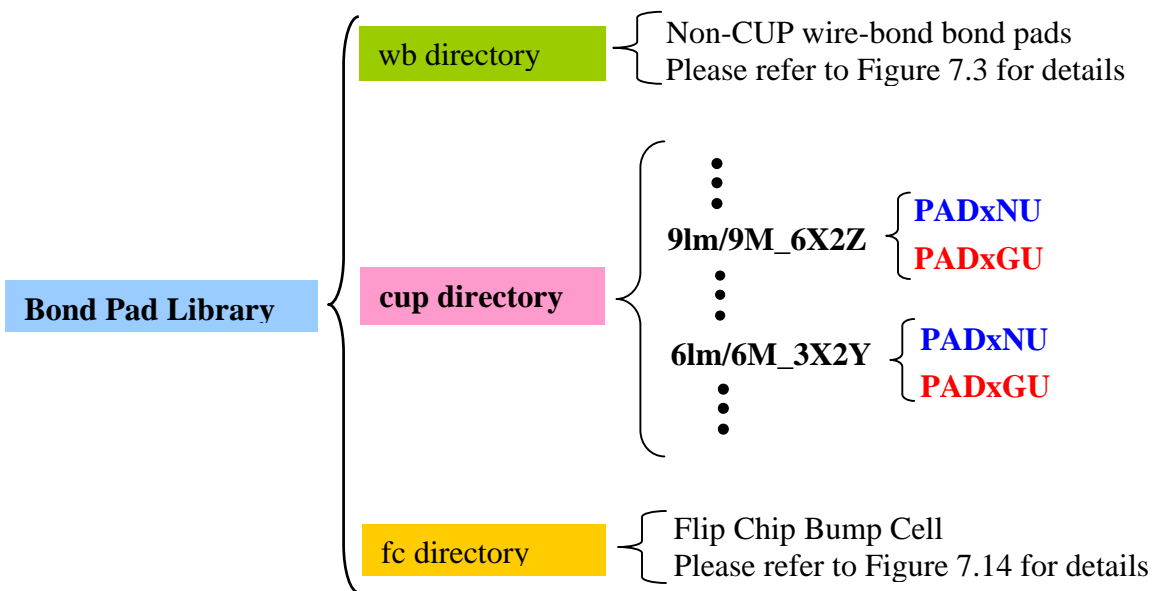 wb directory
Non-CUP wire-bond bond pads
Please refer to Figure 7.3 for details
Bond Pad Library
cup directory
9lm/9M_6X2Z
PADxNU
PADxGU
6lm/6M_3X2Y
PADxNU
PADxGU
fc directory
Flip Chip Bump Cell
Please refer to Figure 7.14 for details